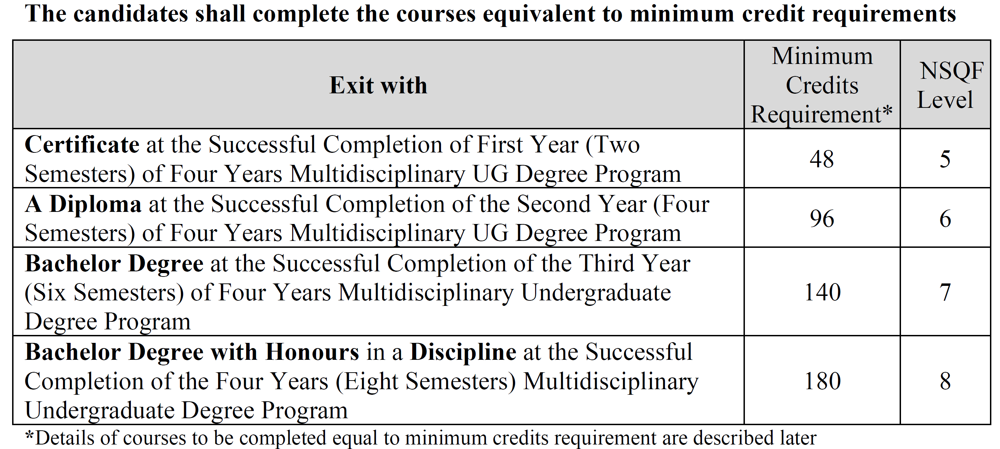 The candidates shall complete the courses equivalent to minimum credit requirements
Exit with
Minimum
Credits
Requirement*
NSQF
Level
Certificate at the Successful Completion of First Year (Two
Semesters) of Four Years Multidisciplinary UG Degree Program
48
5
A Diploma at the Successful Completion of the Second Year (Four
Semesters) of Four Years Multidisciplinary UG Degree Program
96
6
Bachelor Degree at the Successful Completion of the Third Year
(Six Semesters) of Four Years Multidisciplinary Undergraduate
Degree Program
140
7
Bachelor Degree with Honours in a Discipline at the Successful
Completion of the Four Years (Eight Semesters) Multidisciplinary
Undergraduate Degree Program
180
8
*Details of courses to be completed equal to minimum credits requirement are described later